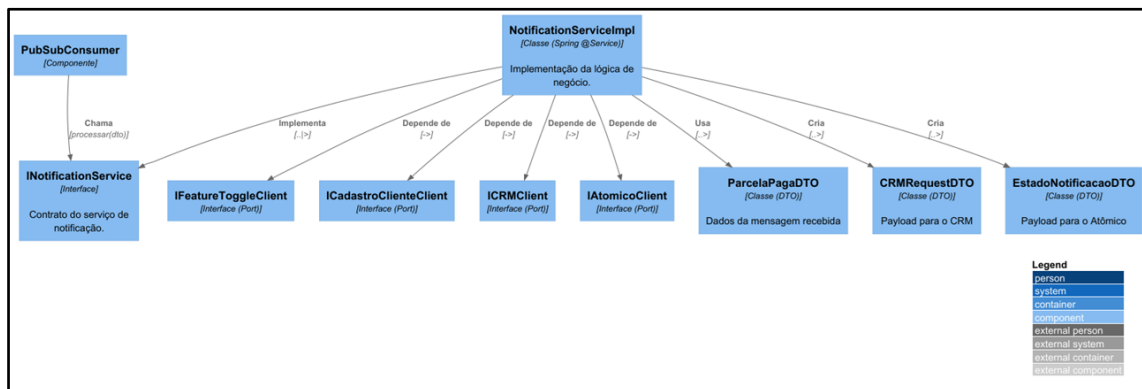 NotificationServiceImpl
[Classe (Spring @Service)]
Implementação da lógica de
negócio.
PubSubConsumer
[Componente]
Chama
[processar(dto)]
Implementa
[..|>]
Depende de
[->]
Depende de
[->]
Depende de
[->]
Depende de
[->]
Usa
[..>]
Cria
[..>]
Cria
[..>]
INotificationService
[Interface]
Contrato do serviço de
notificação.
IFeatureToggleClient
[Interface (Port)]
ICadastroClienteClient
[Interface (Port)]
ICRMClient
[Interface (Port)]
IAtomicoClient
[Interface (Port)]
ParcelaPagaDTO
[Classe (DTO)]
Dados da mensagem recebida
CRMRequestDTO
[Classe (DTO)]
Payload para o CRM
EstadoNotificacaoDTO
[Classe (DTO)]
Payload para o Atômico
Legend
person
system
container
component
external person
external system
external container
external component